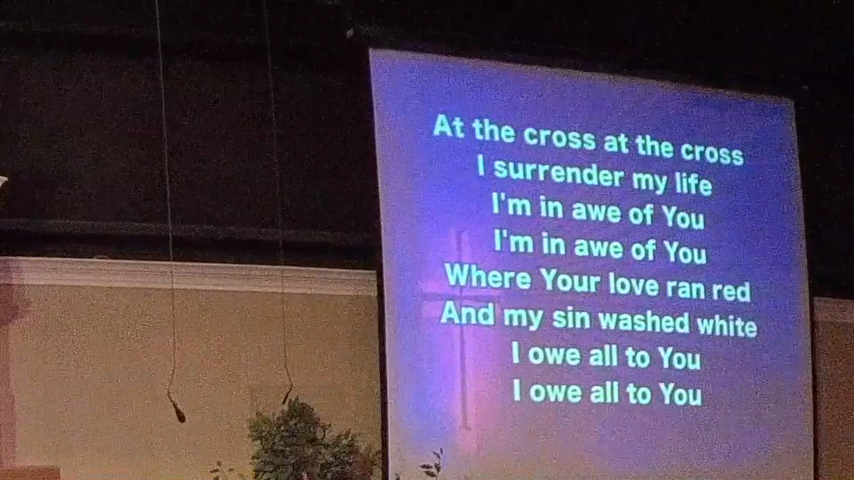 At the cross at the cross
I surrender my life
I'm in awe of You
I'm in awe of You
Where Your love ran red
And my sin washed white
I owe all to You
I owe all to You